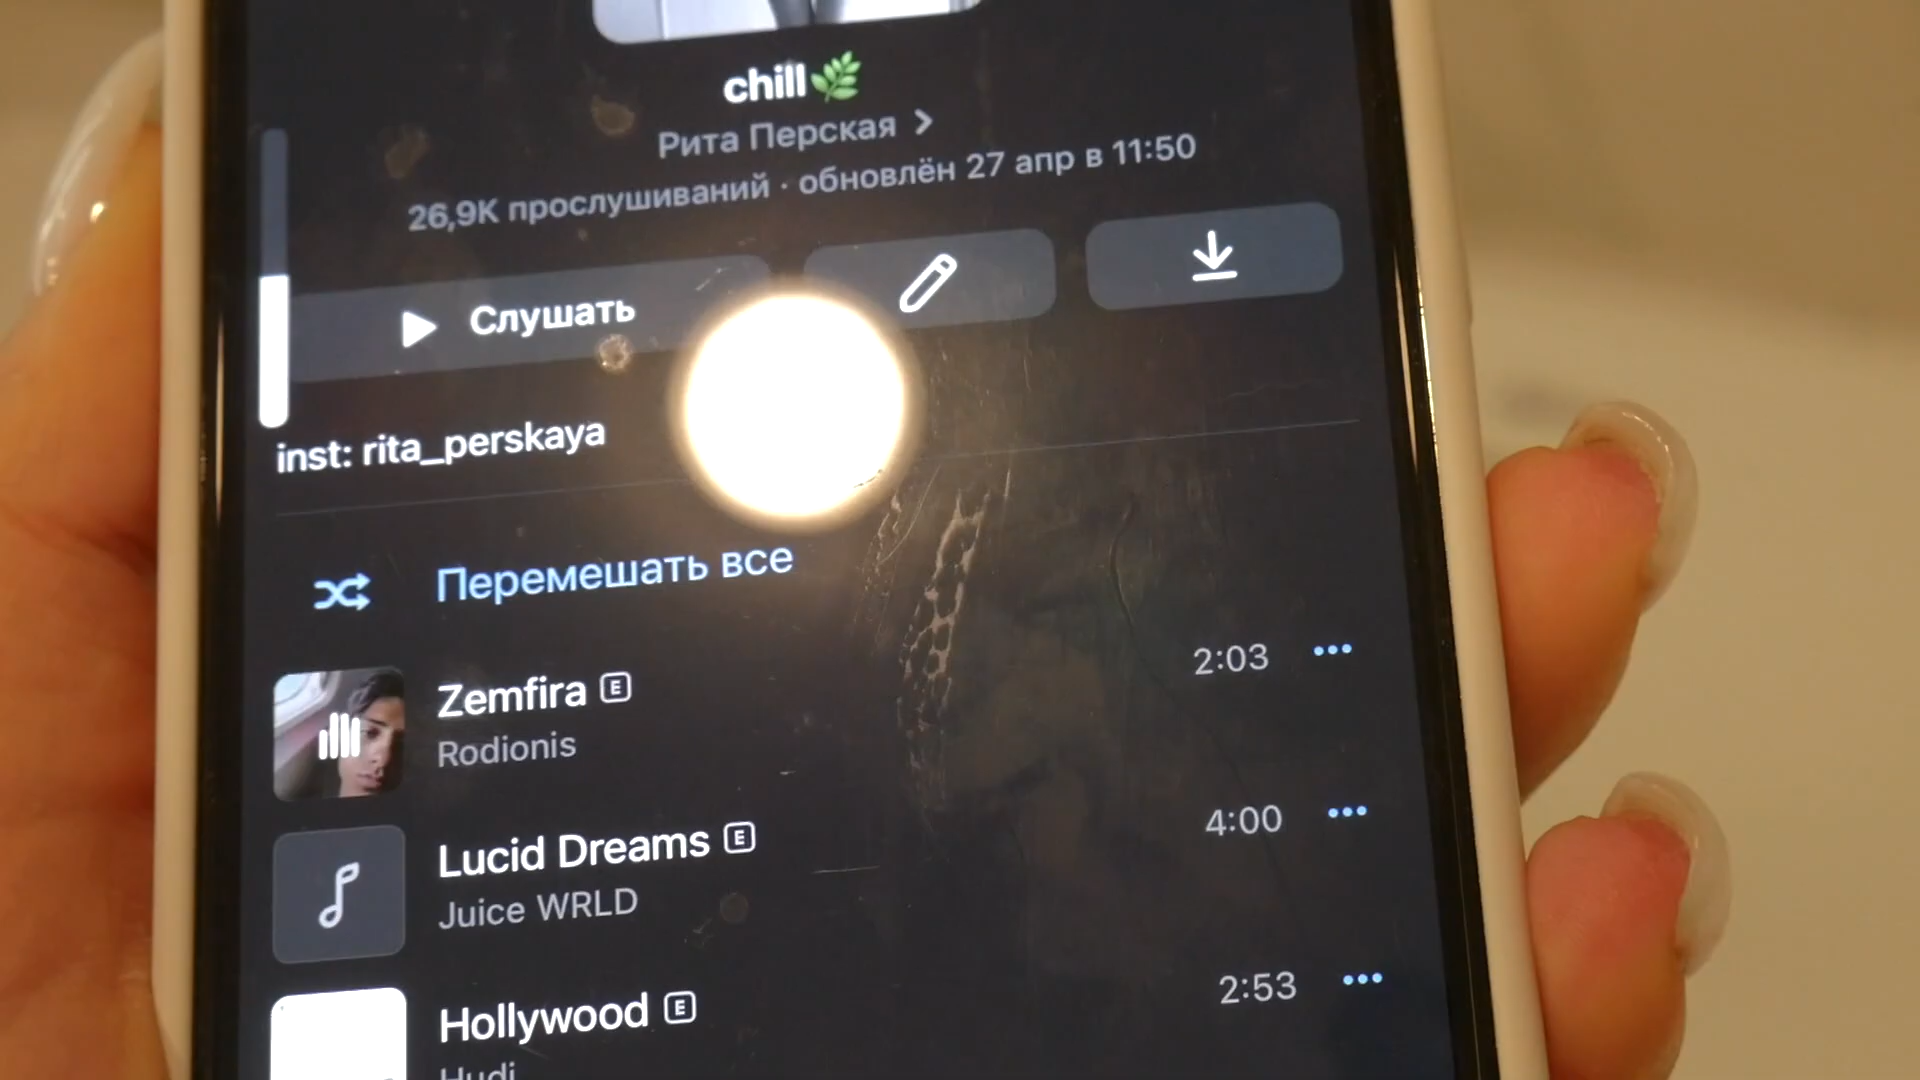 chill🌿
Рита Перская >
26,9K прослушиваний · обновлён 27 апр в 11:50
Слушать
inst: rita_perskaya
Перемешать все
Zemfira E
2:03
Rodionis
Lucid Dreams E
4:00
Juice WRLD
Hollywood E
2:53
Hudi